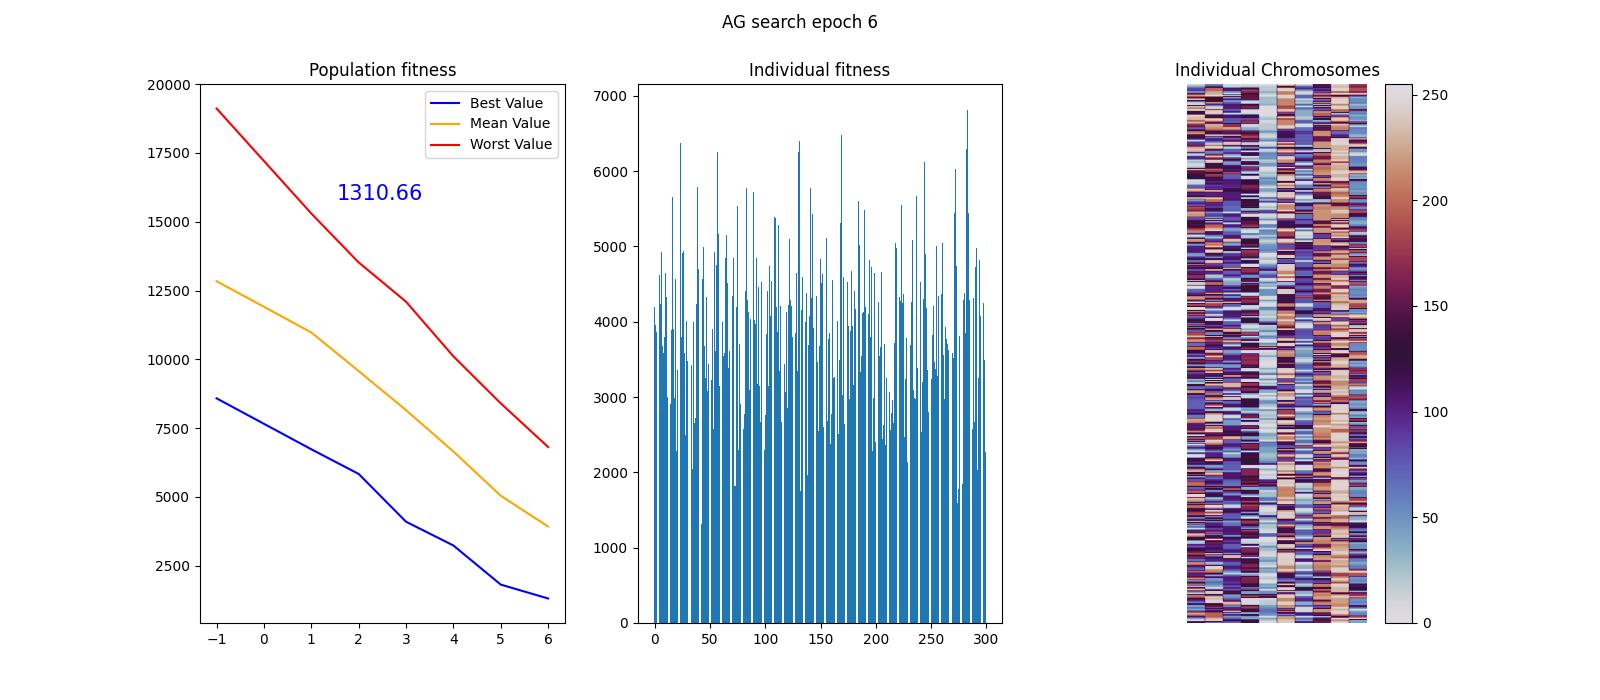 AG search epoch 6
Population fitness
20000
17500
15000
12500
10000
7500
5000
2500
−1 0 1 2 3 4 5 6
Best Value
Mean Value
Worst Value
1310.66
Individual fitness
7000
6000
5000
4000
3000
2000
1000
0
0 50 100 150 200 250 300
Individual Chromosomes
250
200
150
100
50
0